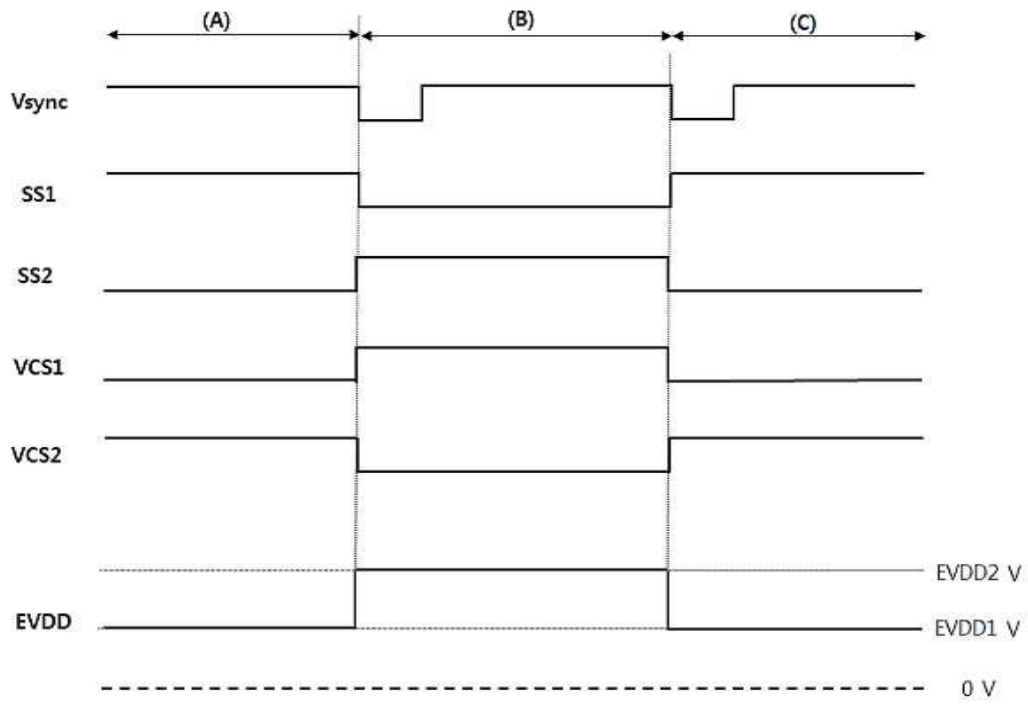 (A) (B) (C)
Vsync
SS1
SS2
VCS1
VCS2
EVDD2 V
EVDD
EVDD1 V
0 V